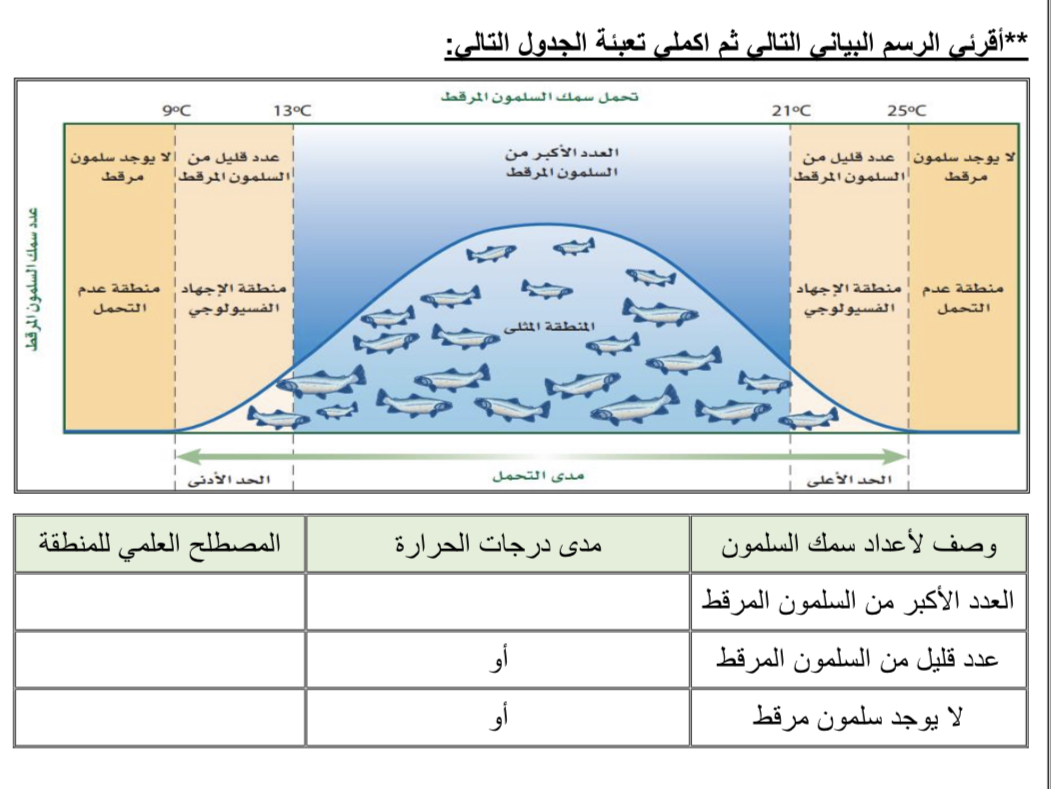 **أقرئي الرسم البياني التالي ثم اكملي تعبئة الجدول التالي:
تحمل سمك السلمون المرقط
9ºC 13ºC 21ºC 25ºC
لا يوجد سلمون
مرقط
عدد قليل من
السلمون المرقط
العدد الأكبر من
السلمون المرقط
عدد قليل من
السلمون المرقط
لا يوجد سلمون
مرقط
عدد سمك السلمون المرقط
منطقة عدم
التحمل
منطقة الإجهاد
الفسيولوجي
المنطقة المثلى
منطقة الإجهاد
الفسيولوجي
منطقة عدم
التحمل
الحد الأعلى
مدى التحمل
الحد الأدنى
وصف لأعداد سمك السلمون مدى درجات الحرارة المصطلح العلمي للمنطقة
العدد الأكبر من السلمون المرقط
عدد قليل من السلمون المرقط أو
لا يوجد سلمون مرقط أو